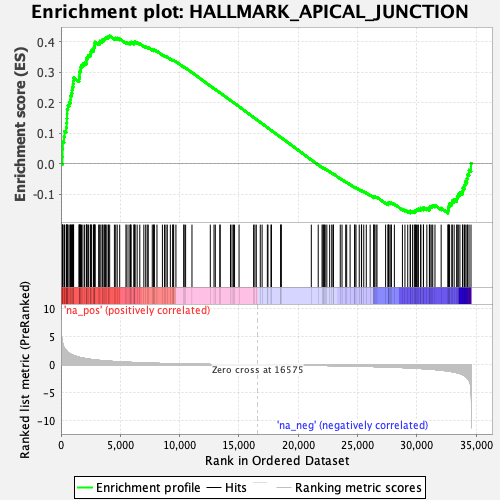 Enrichment plot: HALLMARK_APICAL_JUNCTION
Enrichment score (ES)
0.4
0.3
0.2
0.1
0.0
-0.1
Ranked list metric (PreRanked)
10
5
0
-5
-10
'na_pos' (positively correlated)
Zero cross at 16575
'na_neg' (negatively correlated)
0
5,000
10,000
15,000
20,000
25,000
30,000
35,000
Rank in Ordered Dataset
Enrichment profile
Hits
Ranking metric scores